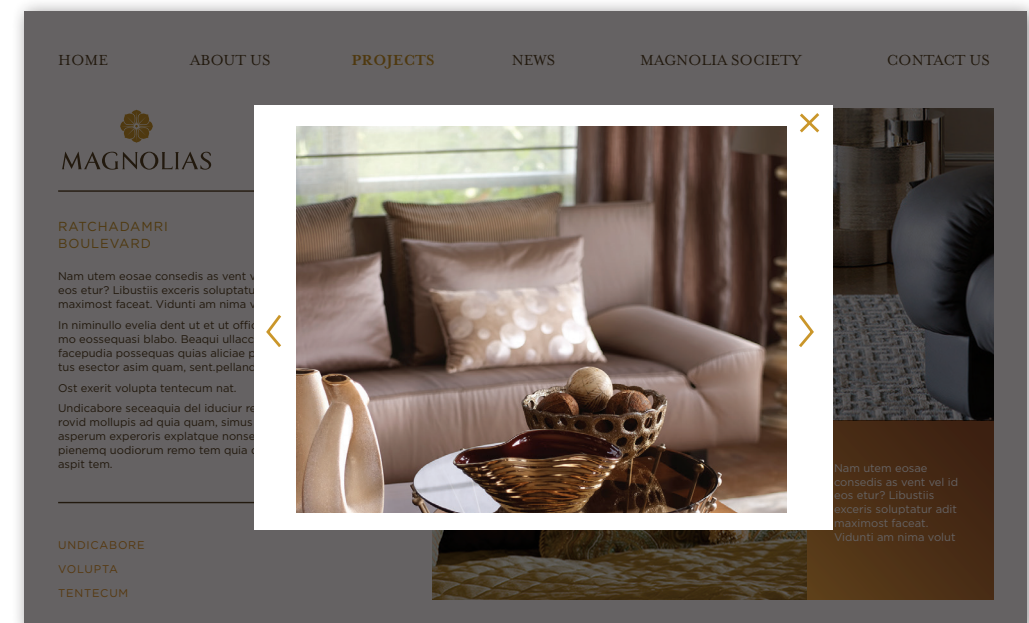 HOME ABOUT US PROJECTS NEWS MAGNOLIA SOCIETY CONTACT US
MAGNOLIAS
RATCHADAMRI
BOULEVARD
Nam utem eosae consedis as vent
eos etur? Libustiis exceris soluptatu
maximost faceat. Vidunti am nima
In niminullo evelia dent ut et ut offic
mo eossequasi blabo. Beaqui ullacc
facepudia possequas quias aliciae
tus esector asim quam, sent.pelland
Ost exerit volupta tentecum nat.
Undicabore seceaquia del iduciur re
rovid mollupis ad quia quam, simus
asperum experoris explatque nonse
pienemq uodiorum remo tem quia
aspit tem.
UNDICABORE
VOLUPTA
TENTECUM
Nam utem eosae
consedis as vent vel id
eos etur? Libustiis
exceris soluptatur adit
maximost faceat.
Vidunti am nima volut